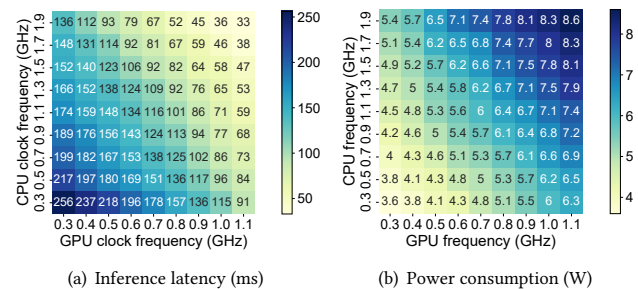 CPU clock frequency (GHz)
0.3 0.5 0.7 0.9 1.1 1.3 1.5 1.7 1.9
136 112 93 79 67 52 45 36 33
148 131 114 92 81 67 59 46 38
152 140 123 106 92 82 64 58 47
166 152 138 124 109 92 76 65 53
174 159 148 134 116 101 86 71 59
189 176 156 143 124 113 94 77 68
199 182 167 153 138 125 102 86 73
217 197 180 169 151 136 116 96 84
256 237 218 196 178 157 136 115 91
0.3 0.4 0.5 0.6 0.7 0.8 0.9 1.0 1.1
GPU clock frequency (GHz)
250
200
150
100
50
(a) Inference latency (ms)
CPU frequency (GHz)
0.3 0.5 0.7 0.9 1.1 1.3 1.5 1.7 1.9
5.4 5.7 6.5 7.1 7.4 7.8 8.1 8.3 8.6
5.1 5.4 6.2 6.5 6.8 7.4 7.7 8 8.3
4.9 5.2 5.7 6.2 6.6 7.1 7.5 7.8 8.1
4.7 5 5.4 5.8 6.3 6.7 7.1 7.5 7.9
4.5 4.8 5.3 5.6 6 6.4 6.7 7.1 7.4
4.2 4.6 5 5.4 5.7 6.1 6.4 6.8 7.2
4 4.3 4.6 5.1 5.3 5.7 6.1 6.6 6.9
3.8 4.1 4.3 4.8 5 5.3 5.7 6.2 6.5
3.6 3.8 4.1 4.3 4.8 5.1 5.5 6 6.3
0.3 0.4 0.5 0.6 0.7 0.8 0.9 1.0 1.1
GPU frequency (GHz)
8
7
6
5
4
(b) Power consumption (W)